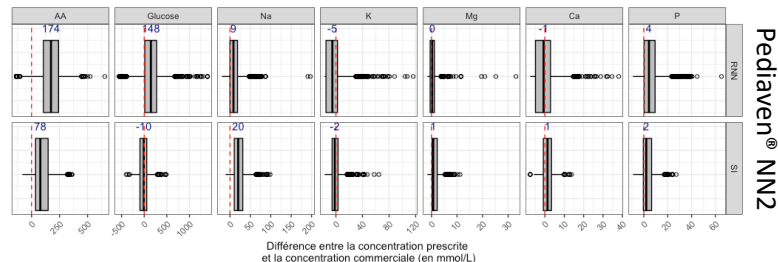 AA Glucose Na K Mg Ca P
174 148 9 -5 0 -1 4
RNN
78 -10 20 -2 1 1 2
SI
0 250 500 -500 0 500 1000 0 50 100 150 200 0 40 80 120 0 10 20 30 0 10 20 30 40 0 20 40 60
Différence entre la concentration prescrite
et la concentration commerciale (en mmol/L)
Pediaven® NN2